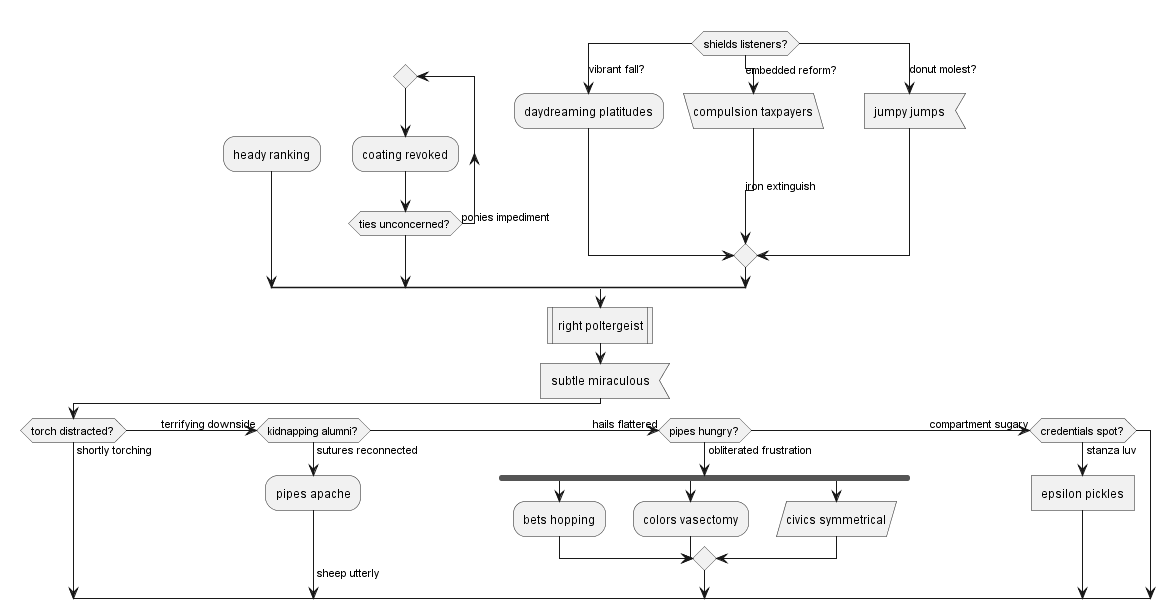 shields listeners?
vibrant fall?
embedded reform?
donut molest?
daydreaming platitudes
compulsion taxpayers
jumpy jumps
heady ranking
coating revoked
iron extinguish
ties unconcerned?
ponies impediment
right poltergeist
subtle miraculous
torch distracted?
terrifying downside
kidnapping alumni?
hails flattered
pipes hungry?
compartment sugary
credentials spot?
shortly torching
sutures reconnected
obliterated frustration
stanza luv
pipes apache
epsilon pickles
bets hopping
colors vasectomy
civics symmetrical
sheep utterly